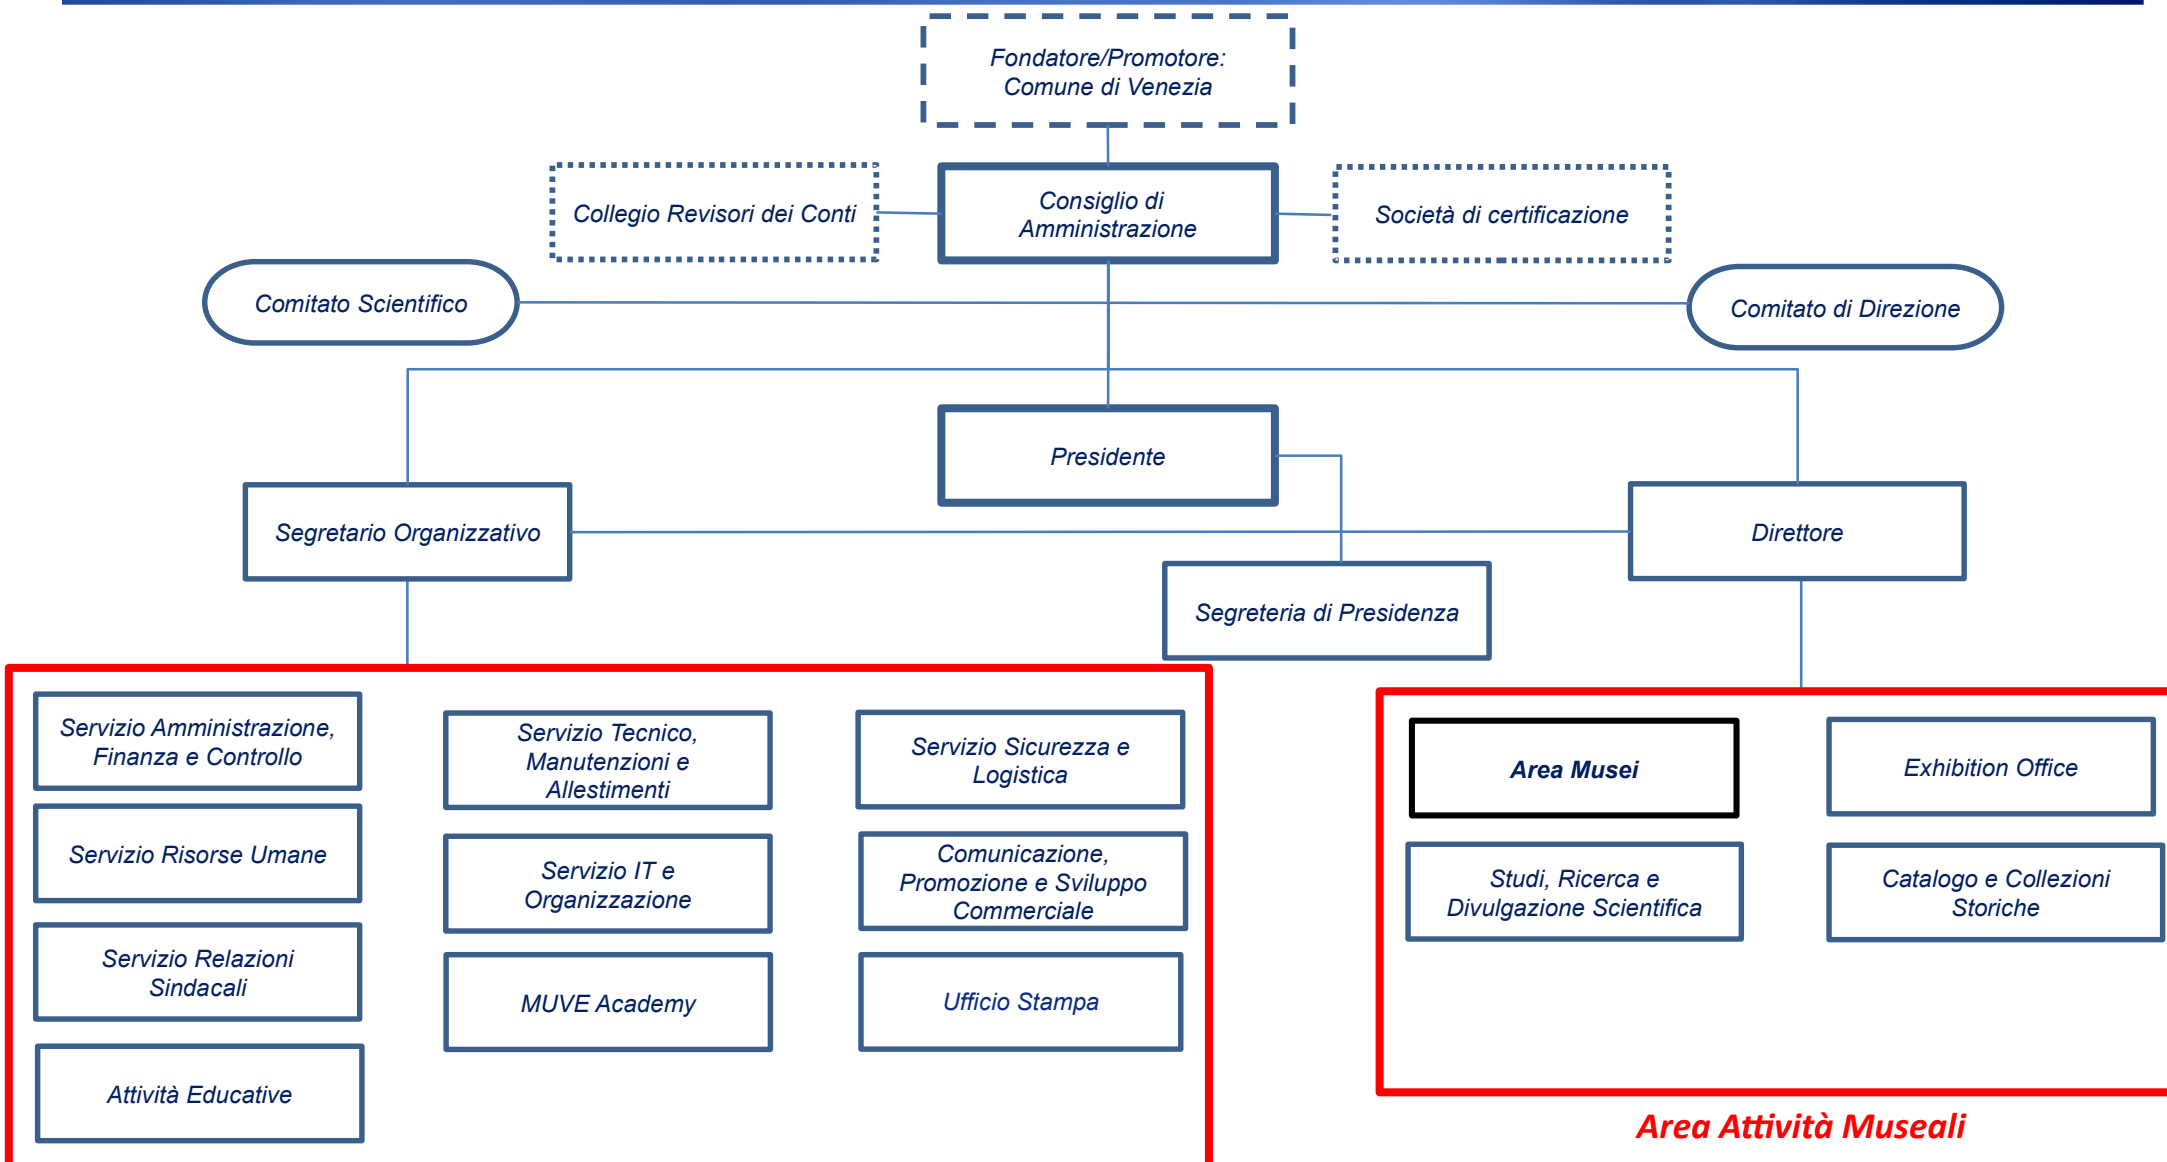 Fondatore/Promotore:
Comune di Venezia
Collegio Revisori dei Conti
Consiglio di
Amministrazione
Società di certificazione
Comitato Scientifico
Comitato di Direzione
Presidente
Segretario Organizzativo
Direttore
Segreteria di Presidenza
Servizio Amministrazione,
Finanza e Controllo
Servizio Tecnico,
Manutenzioni e
Allestimenti
Servizio Sicurezza e
Logistica
Servizio Risorse Umane
Servizio IT e
Organizzazione
Comunicazione,
Promozione e Sviluppo
Commerciale
Servizio Relazioni
Sindacali
MUVE Academy
Ufficio Stampa
Attività Educative
Area Musei
Exhibition Office
Studi, Ricerca e
Divulgazione Scientifica
Catalogo e Collezioni
Storiche
Area Attività Museali